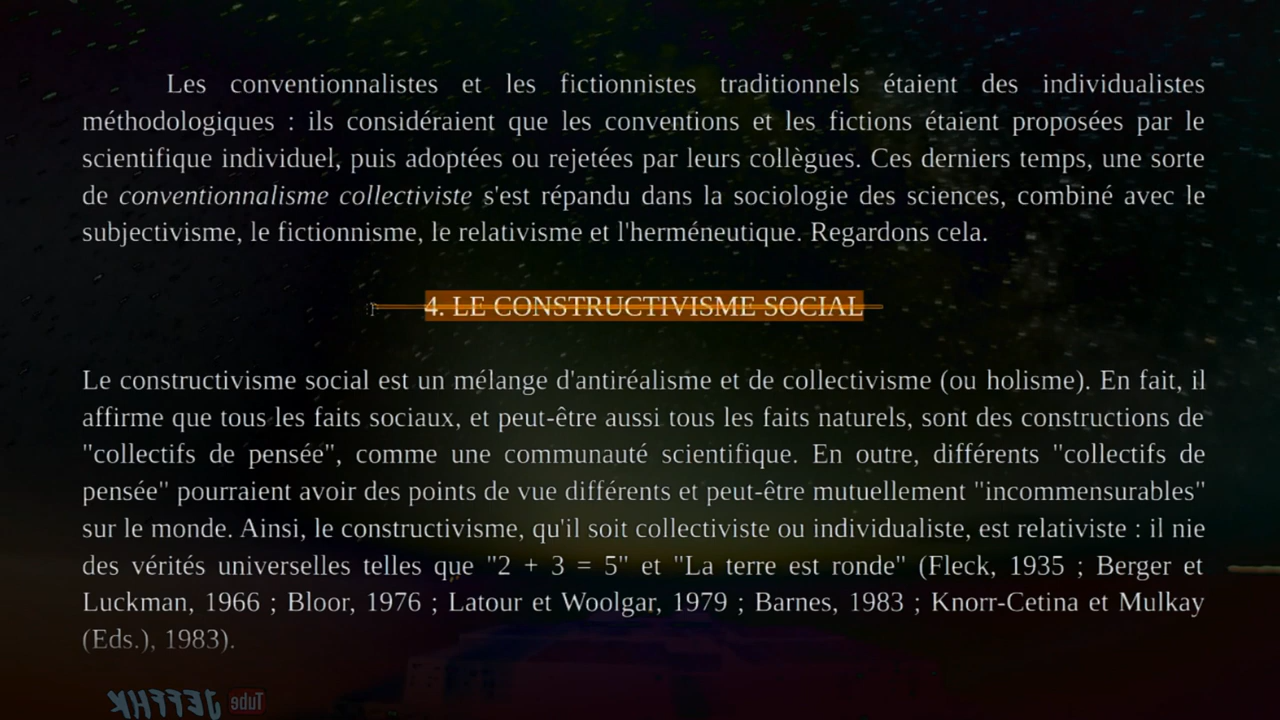 Les conventionnalistes et les fictionnistes traditionnels étaient des individualistes
méthodologiques : ils considéraient que les conventions et les fictions étaient proposées par le
scientifique individuel, puis adoptées ou rejetées par leurs collègues. Ces derniers temps, une sorte
de conventionnalisme collectiviste s'est répandu dans la sociologie des sciences, combiné avec le
subjectivisme, le fictionnisme, le relativisme et l'herméneutique. Regardons cela.
4. LE CONSTRUCTIVISME SOCIAL
Le constructivisme social est un mélange d'antiréalisme et de collectivisme (ou holisme). En fait, il
affirme que tous les faits sociaux, et peut-être aussi tous les faits naturels, sont des constructions de
"collectifs de pensée", comme une communauté scientifique. En outre, différents "collectifs de
pensée" pourraient avoir des points de vue différents et peut-être mutuellement "incommensurables"
sur le monde. Ainsi, le constructivisme, qu'il soit collectiviste ou individualiste, est relativiste : il nie
des vérités universelles telles que "2 + 3 = 5" et "La terre est ronde" (Fleck, 1935 ; Berger et
Luckman, 1966 ; Bloor, 1976 ; Latour et Woolgar, 1979 ; Barnes, 1983 ; Knorr-Cetina et Mulkay
(Eds.), 1983).
Tube JEFFHK